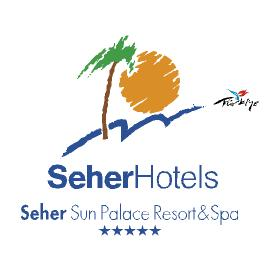 Türkiye
SeherHotels
Seher Sun Palace Resort&Spa